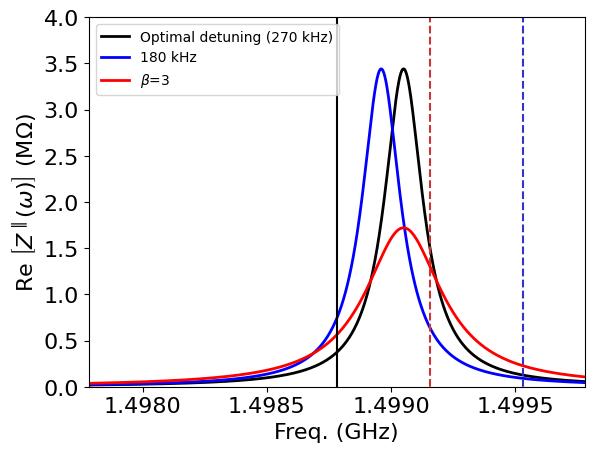 4.0
3.5
3.0
2.5
2.0
1.5
1.0
0.5
0.0
Re [Z^∥(ω)] (MΩ)
Optimal detuning (270 kHz)
180 kHz
β=3
1.4980 1.4985 1.4990 1.4995
Freq. (GHz)